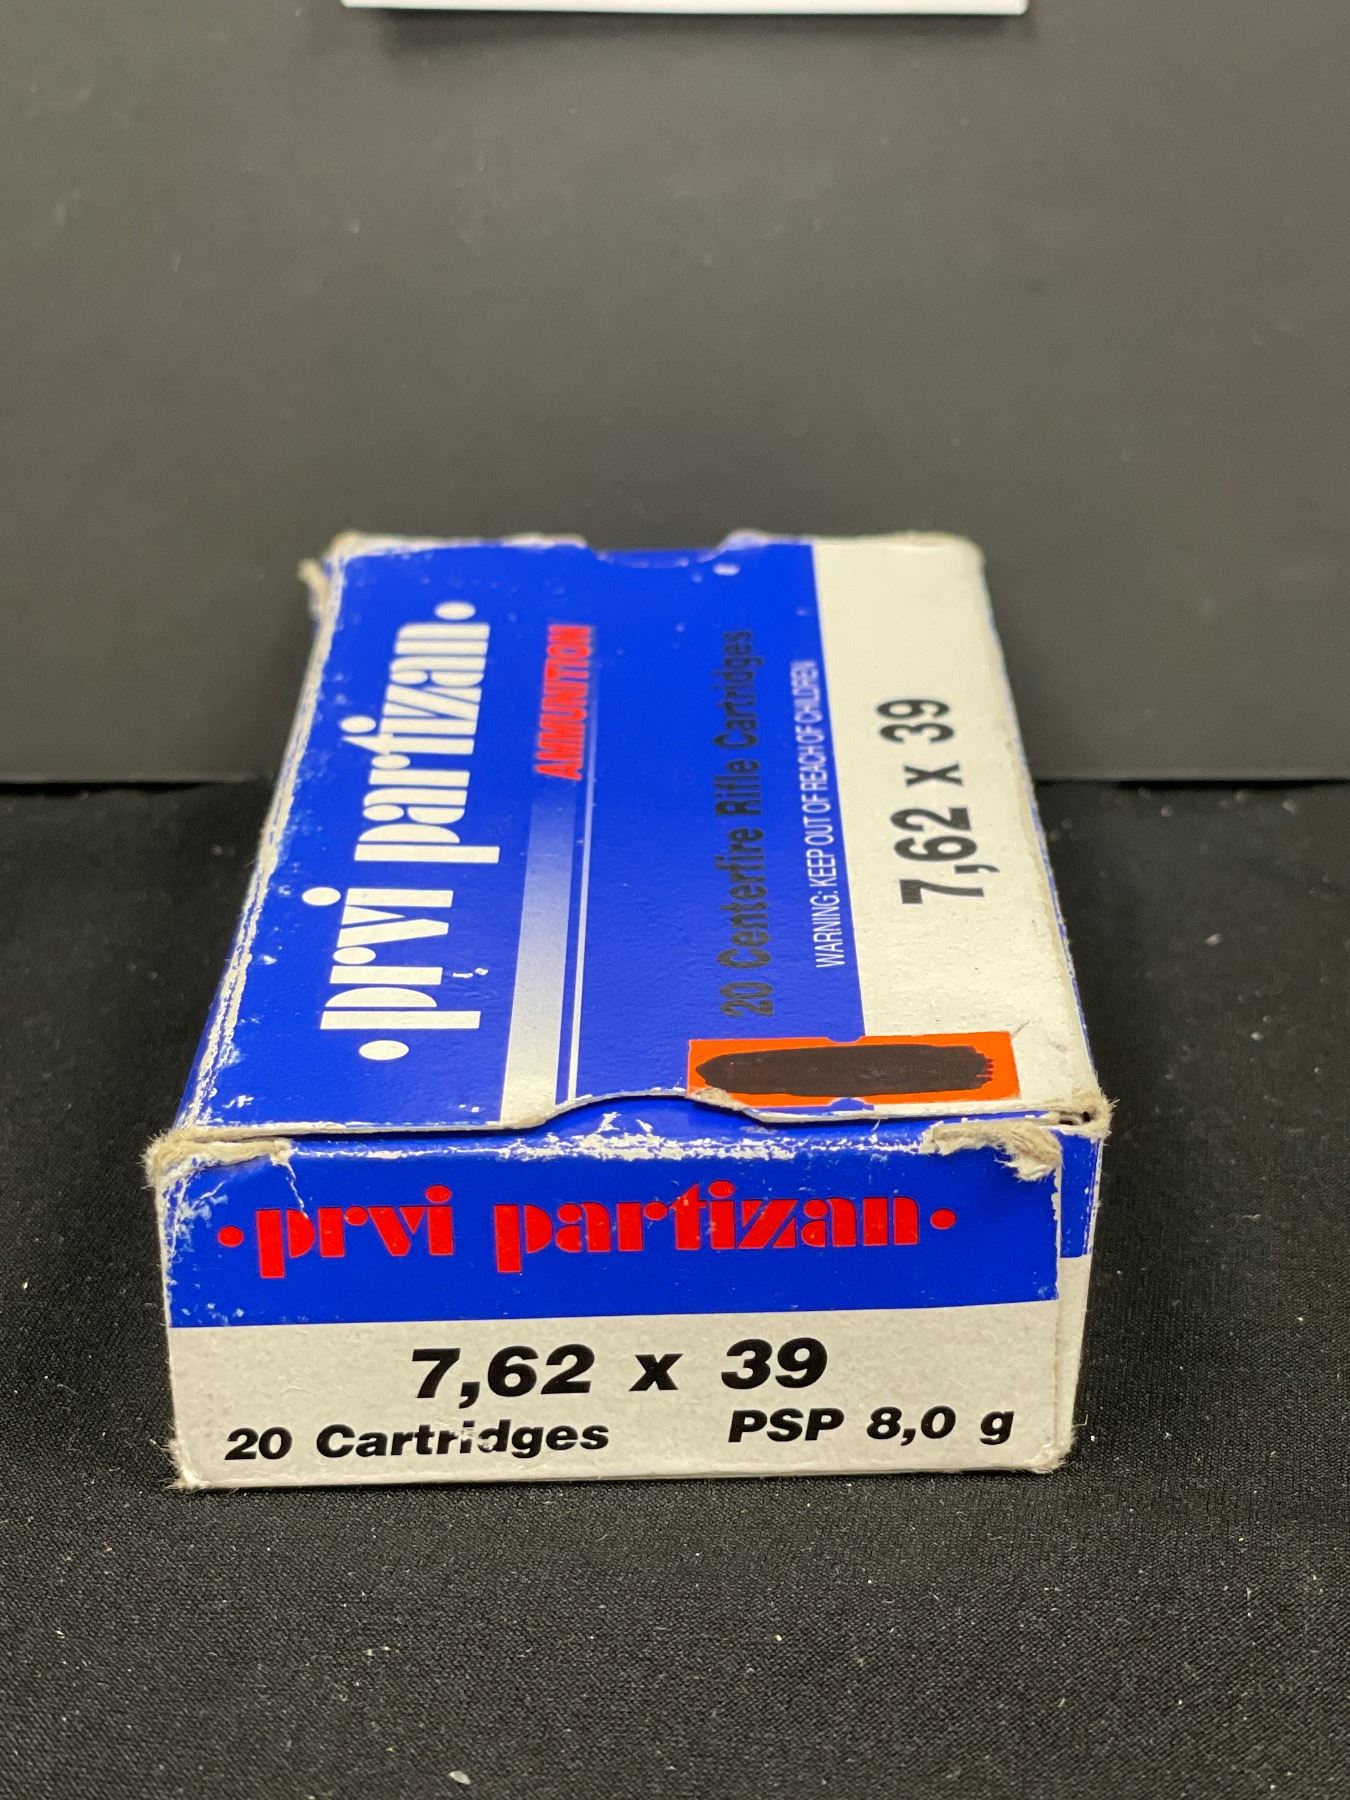 •prvi partizan•
AMMUNITION
20 Centerfire Rifle Cartridges
WARNING: KEEP OUT OF REACH OF CHILDREN
7,62 x 39
•prvi partizan•
7,62 x 39
20 Cartridges PSP 8,0 g